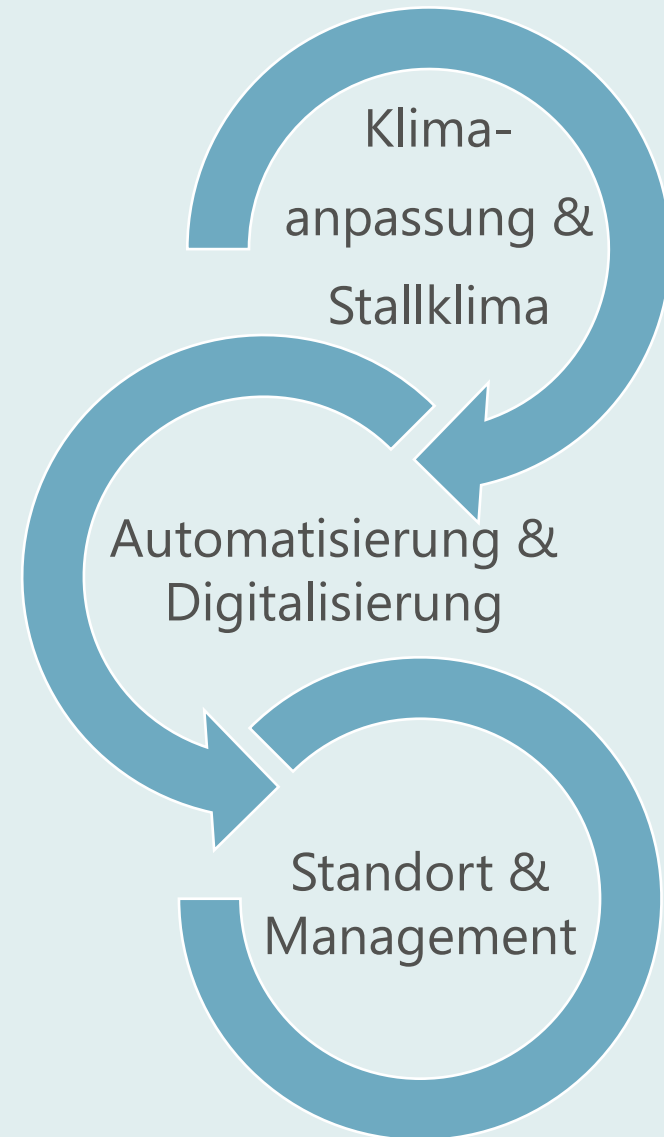 Klima-
anpassung &
Stallklima
Automatisierung &
Digitalisierung
Standort &
Management